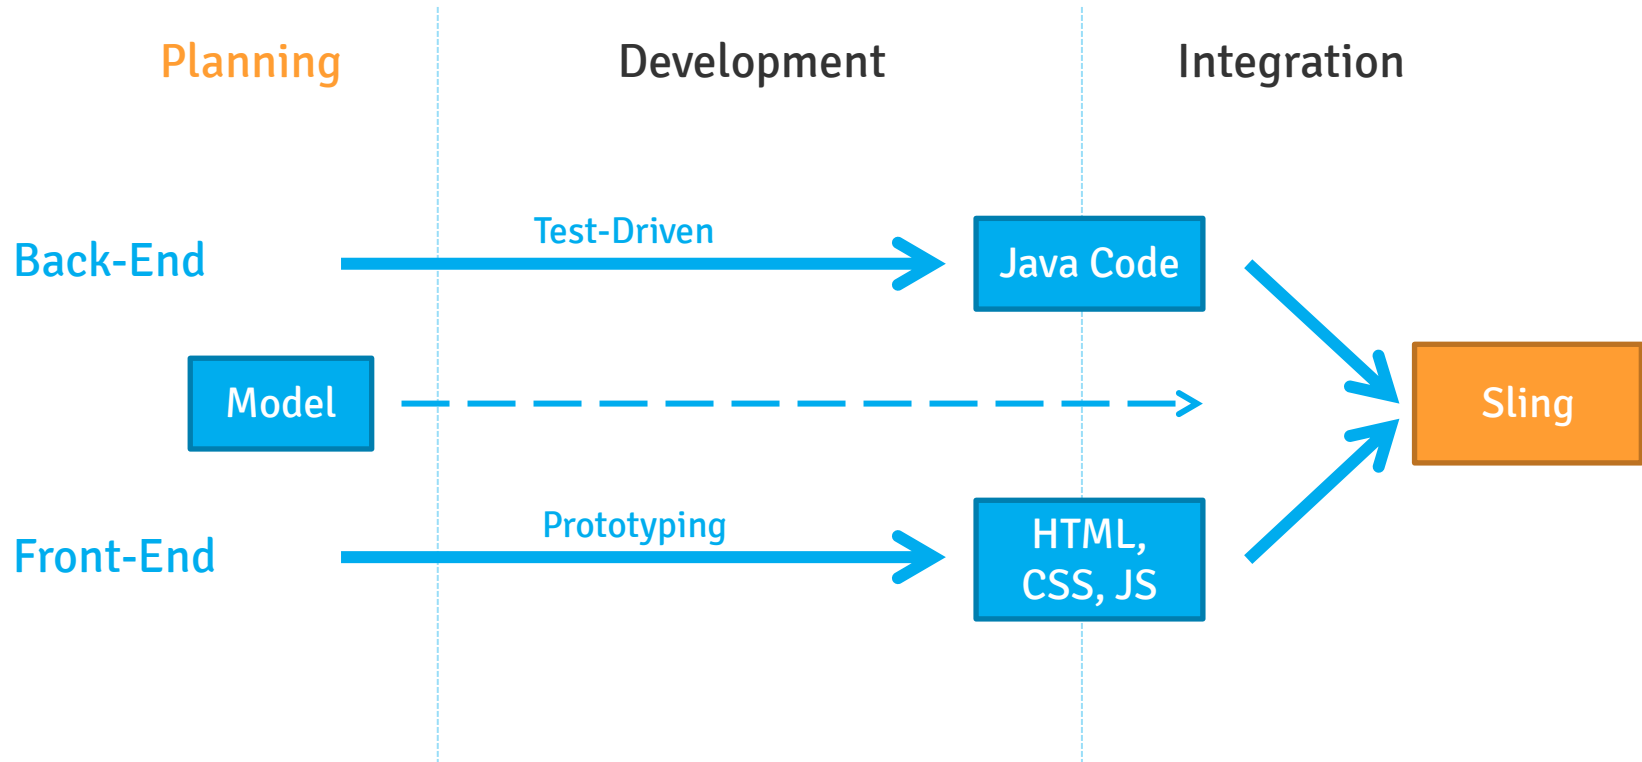 Planning
Development
Integration
Test-Driven
Back-End
Java Code
Model
Sling
Prototyping
Front-End
HTML,
CSS, JS